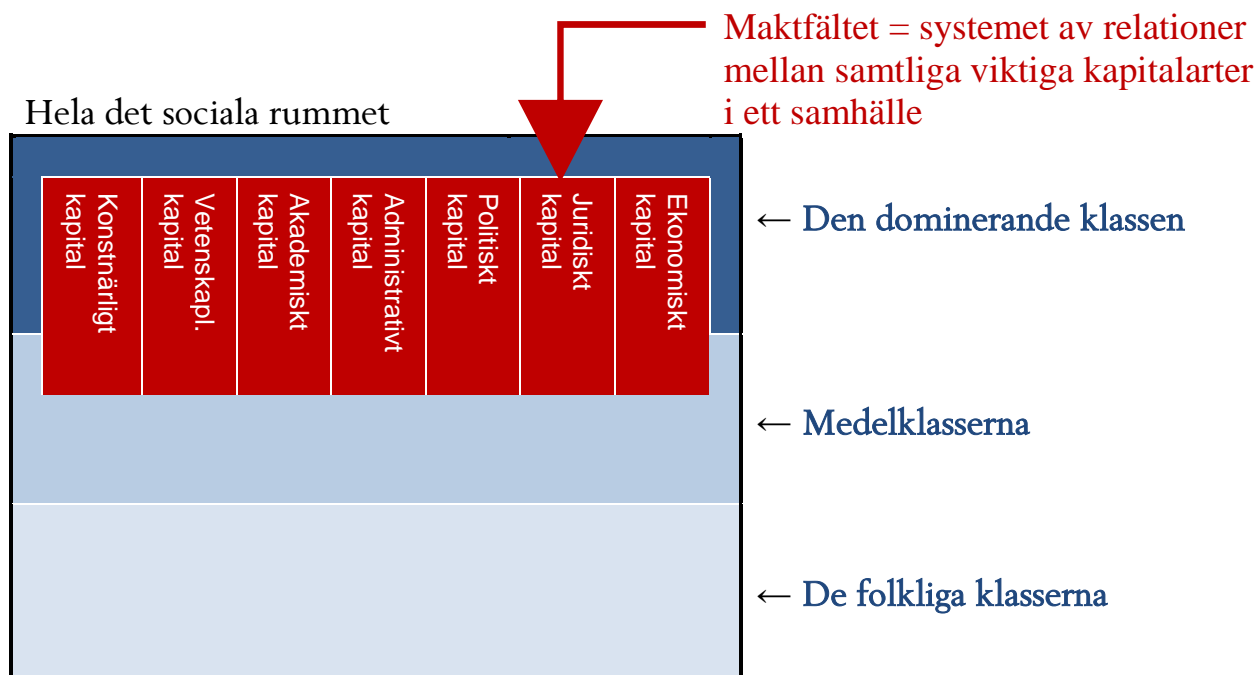 Maktfältet = systemet av relationer
mellan samtliga viktiga kapitalarter
i ett samhälle
Hela det sociala rummet
Konstnärligt
kapital
Vetenskapl.
kapital
Akademiskt
kapital
Administrativt
kapital
Politiskt
kapital
Juridiskt
kapital
Ekonomiskt
kapital
← Den dominerande klassen
← Medelklasserna
← De folkliga klasserna